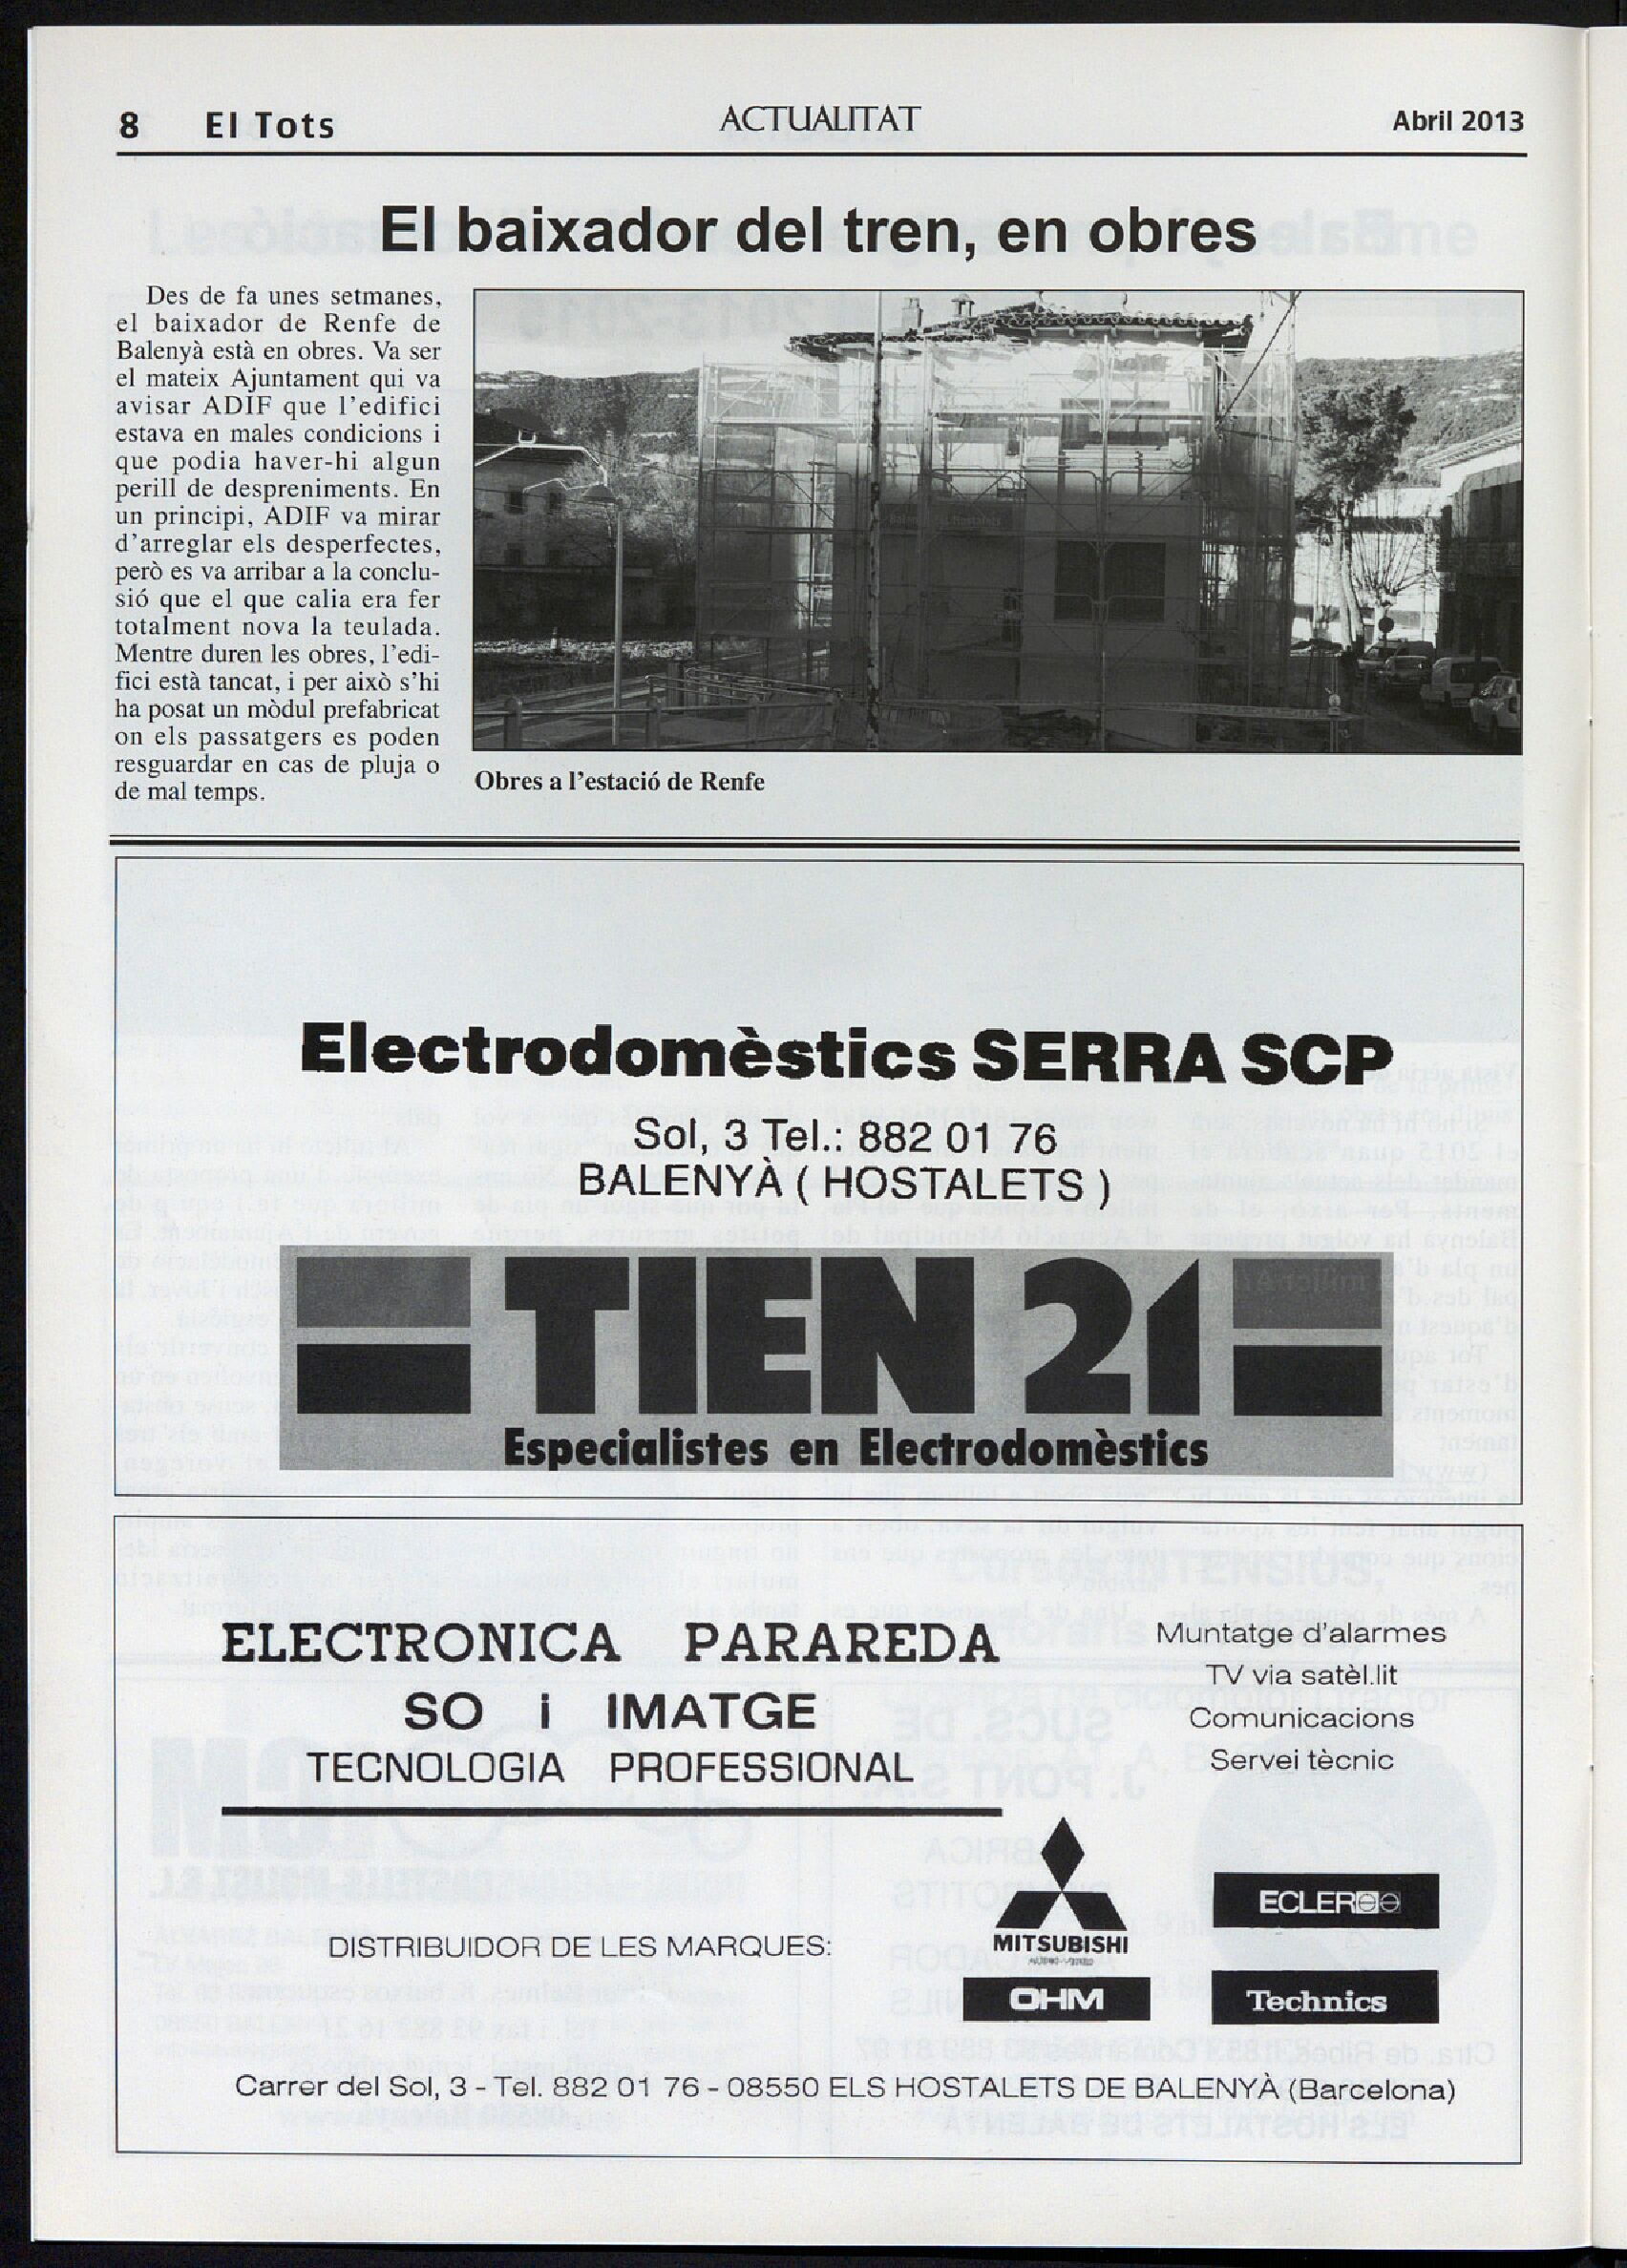 8 El Tots ACTUALITAT Abril 2013
El baixador del tren, en obres
Des de fa unes setmanes,
el baixador de Renfe de
Balenyà està en obres. Va ser
el mateix Ajuntament qui va
avisar ADIF que l'edifici
estava en males condicions i
que podia haver-hi algun
perill de despreniments. En
un principi, ADIF va mirar
d'arreglar els desperfectes,
però es va arribar a la conclu-
sió que el que calia era fer
totalment nova la teulada.
Mentre duren les obres, l'edi-
fici està tancat, i per això s'hi
ha posat un mòdul prefabricat
on els passatgers es poden
resguardar en cas de pluja o
de mal temps.
Obres a l'estació de Renfe
Electrodomèstics SERRA SCP
Sol, 3 Tel.: 882 01 76
BALENYÀ ( HOSTALETS )
TIEN 21
Especialistes en Electrodomèstics
ELECTRONICA PARAREDA
SO i IMATGE
TECNOLOGIA PROFESSIONAL
Muntatge d'alarmes
TV via satèl.lit
Comunicacions
Servei tècnic
DISTRIBUIDOR DE LES MARQUES:
MITSUBISHI
OHM
ECLER
Technics
Carrer del Sol, 3 - Tel. 882 01 76 - 08550 ELS HOSTALETS DE BALENYÀ (Barcelona)